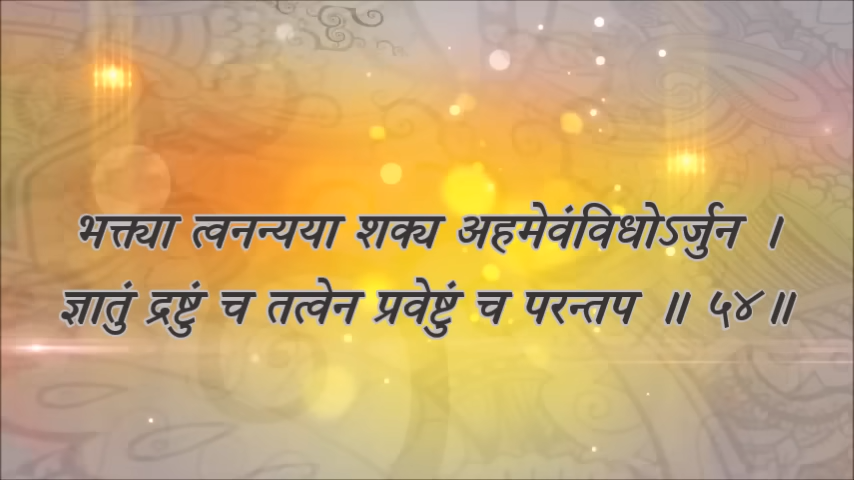 भक्त्या त्वनन्यया शक्य अहमेवंविधोऽर्जुन ।
ज्ञातुं द्रष्टुं च तत्वेन प्रवेष्टुं च परन्तप ॥ ५४॥